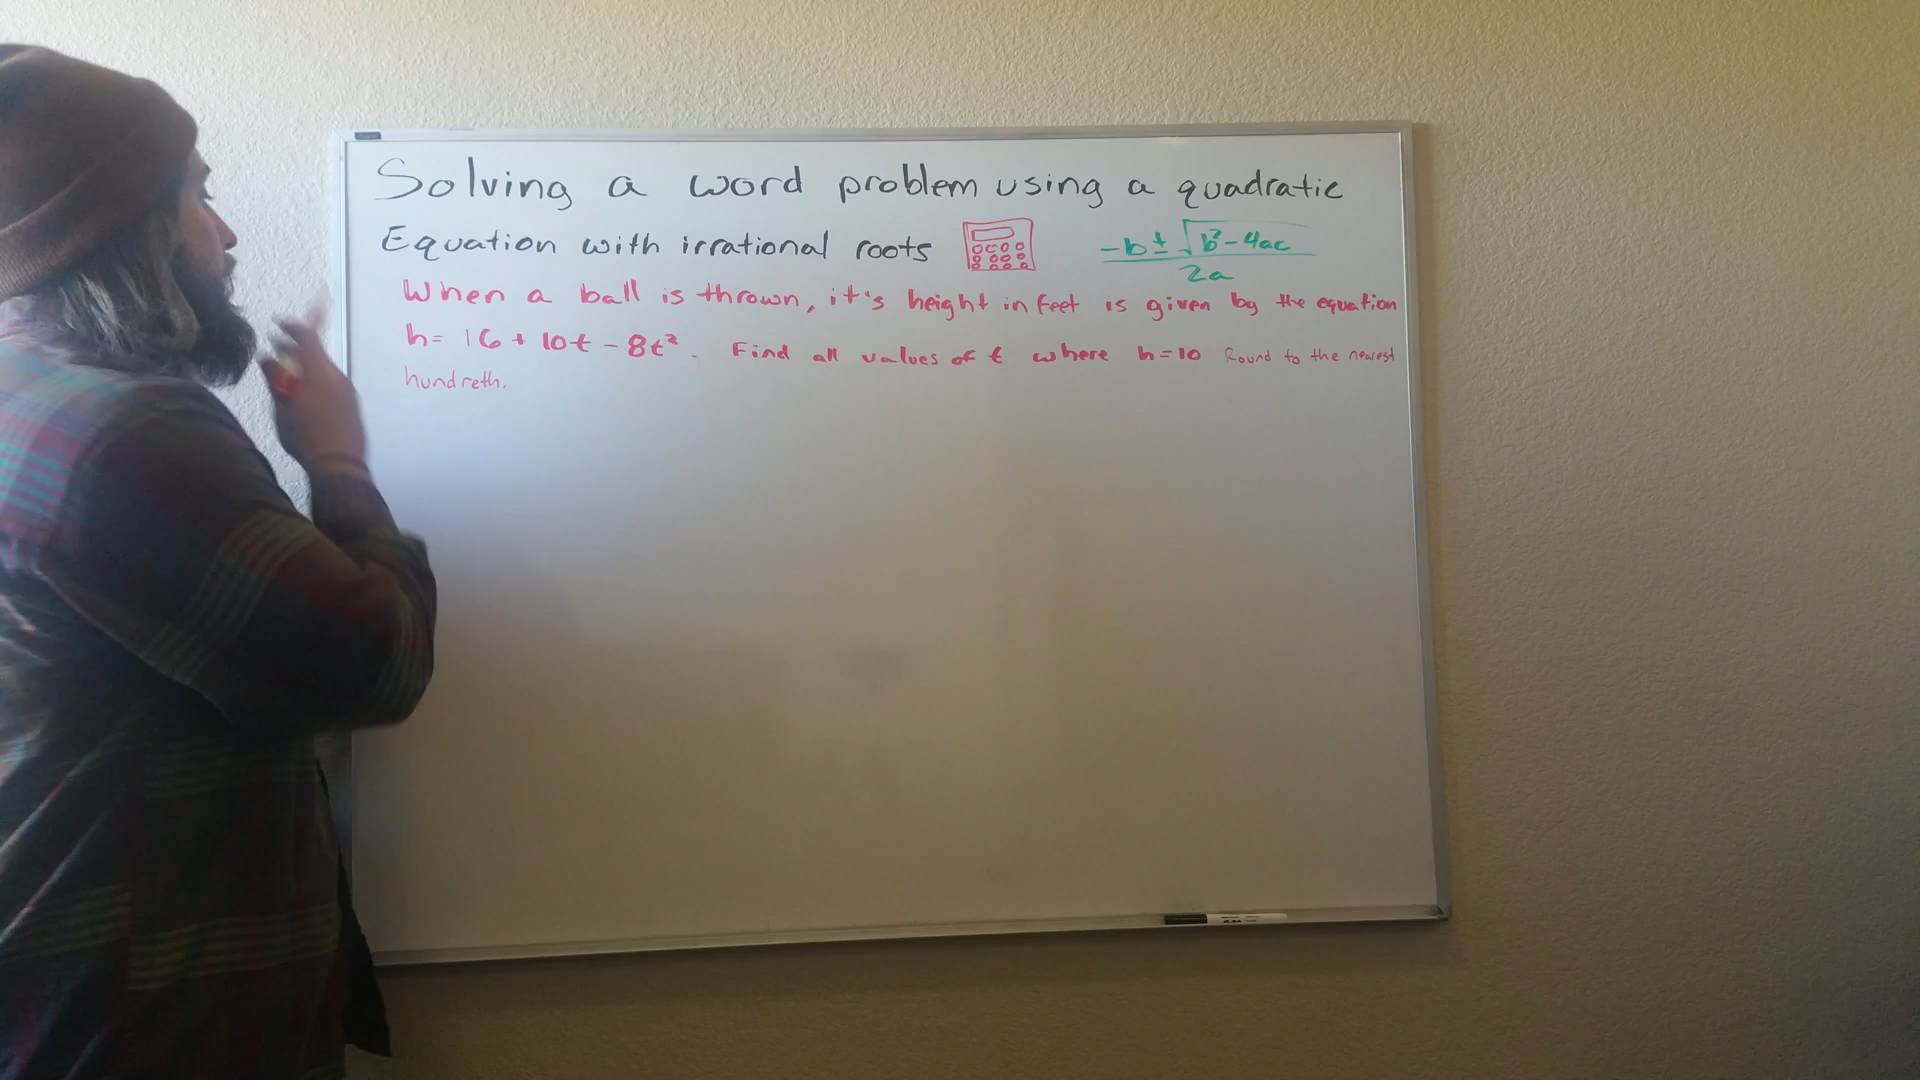 Solving a word problem using a quadratic
Equation with irrational roots
-b ± √b²-4ac
2a
When a ball is thrown, it's height in feet is given by the equation
h= 16 + 10t - 8t². Find all values of t where h=10 Round to the nearest
hundreth.